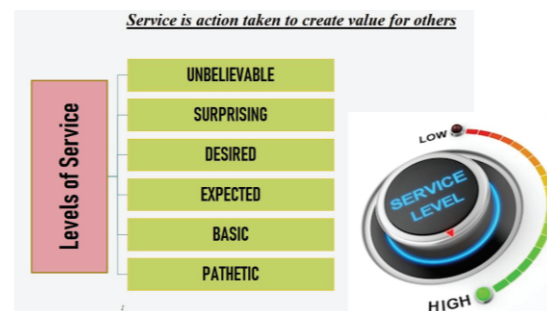 Service is action taken to create value for others
Levels of Service
UNBELIEVABLE
SURPRISING
DESIRED
EXPECTED
BASIC
PATHETIC
LOW
SERVICE
LEVEL
HIGH